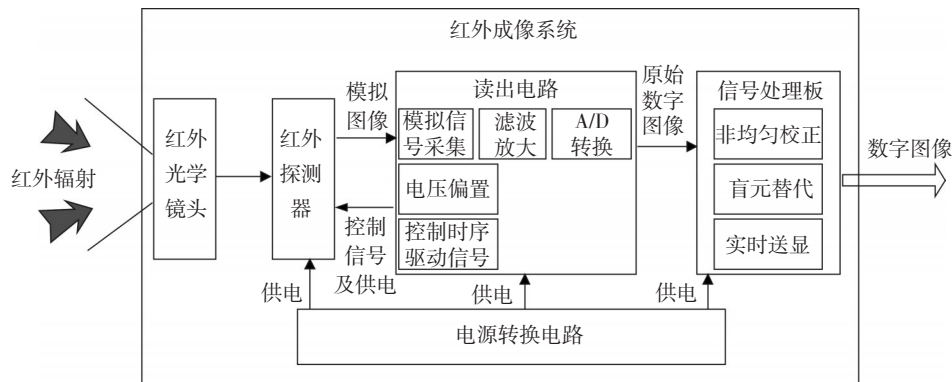 红外成像系统
红外辐射
红外
光学
镜头
红外
探测
器
模拟
图像
控制
信号
及供电
读出电路
模拟信
号采集
滤波
放大
A/D
转换
电压偏置
控制时序
驱动信号
原始
数字
图像
信号处理板
非均匀校正
盲元替代
实时送显
数字图像
供电
供电
供电
电源转换电路